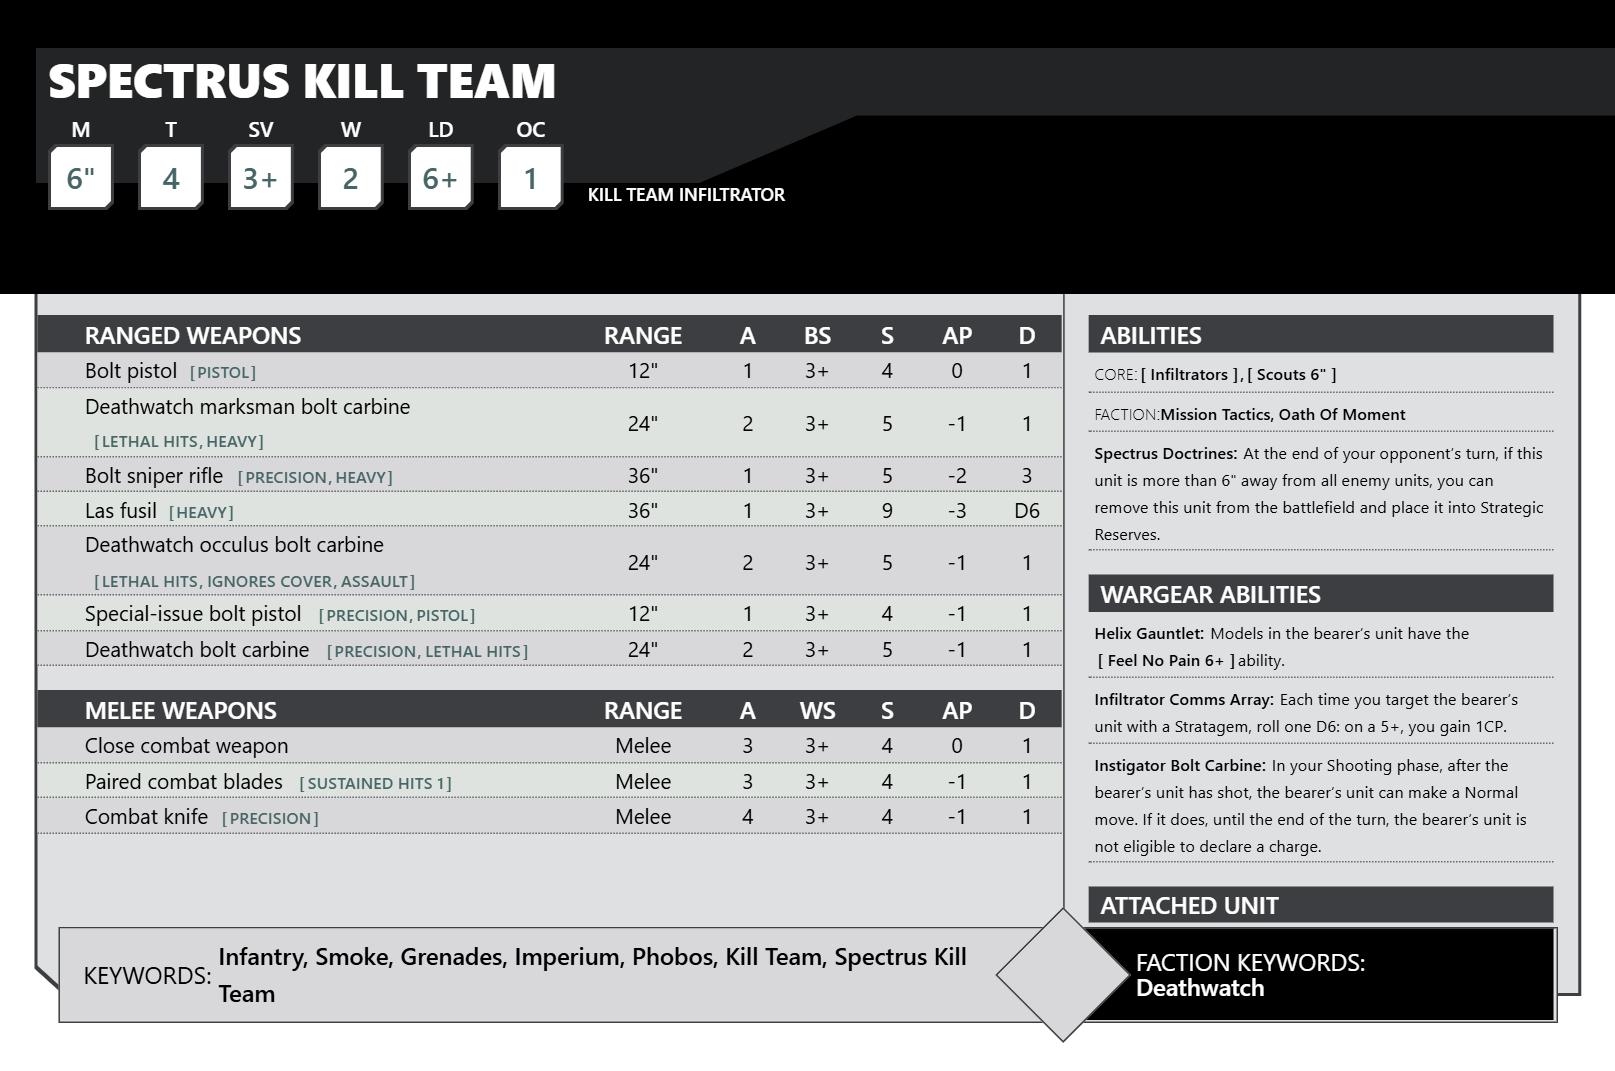 SPECTRUS KILL TEAM
M T SV W LD OC
6" 4 3+ 2 6+ 1
KILL TEAM INFILTRATOR
RANGED WEAPONS RANGE A BS S AP D
Bolt pistol [PISTOL] 12" 1 3+ 4 0 1
Deathwatch marksman bolt carbine
[LETHAL HITS, HEAVY] 24" 2 3+ 5 -1 1
Bolt sniper rifle [PRECISION, HEAVY] 36" 1 3+ 5 -2 3
Las fusil [HEAVY] 36" 1 3+ 9 -3 D6
Deathwatch occulus bolt carbine
[LETHAL HITS, IGNORES COVER, ASSAULT] 24" 2 3+ 5 -1 1
Special-issue bolt pistol [PRECISION, PISTOL] 12" 1 3+ 4 -1 1
Deathwatch bolt carbine [PRECISION, LETHAL HITS] 24" 2 3+ 5 -1 1
MELEE WEAPONS RANGE A WS S AP D
Close combat weapon Melee 3 3+ 4 0 1
Paired combat blades [SUSTAINED HITS 1] Melee 3 3+ 4 -1 1
Combat knife [PRECISION] Melee 4 3+ 4 -1 1
ABILITIES
CORE: [ Infiltrators ], [ Scouts 6" ]
FACTION:Mission Tactics, Oath Of Moment
Spectrus Doctrines: At the end of your opponent's turn, if this
unit is more than 6" away from all enemy units, you can
remove this unit from the battlefield and place it into Strategic
Reserves.
WARGEAR ABILITIES
Helix Gauntlet: Models in the bearer's unit have the
[ Feel No Pain 6+ ] ability.
Infiltrator Comms Array: Each time you target the bearer's
unit with a Stratagem, roll one D6: on a 5+, you gain 1CP.
Instigator Bolt Carbine: In your Shooting phase, after the
bearer's unit has shot, the bearer's unit can make a Normal
move. If it does, until the end of the turn, the bearer's unit is
not eligible to declare a charge.
ATTACHED UNIT
KEYWORDS: Infantry, Smoke, Grenades, Imperium, Phobos, Kill Team, Spectrus Kill
Team
FACTION KEYWORDS:
Deathwatch